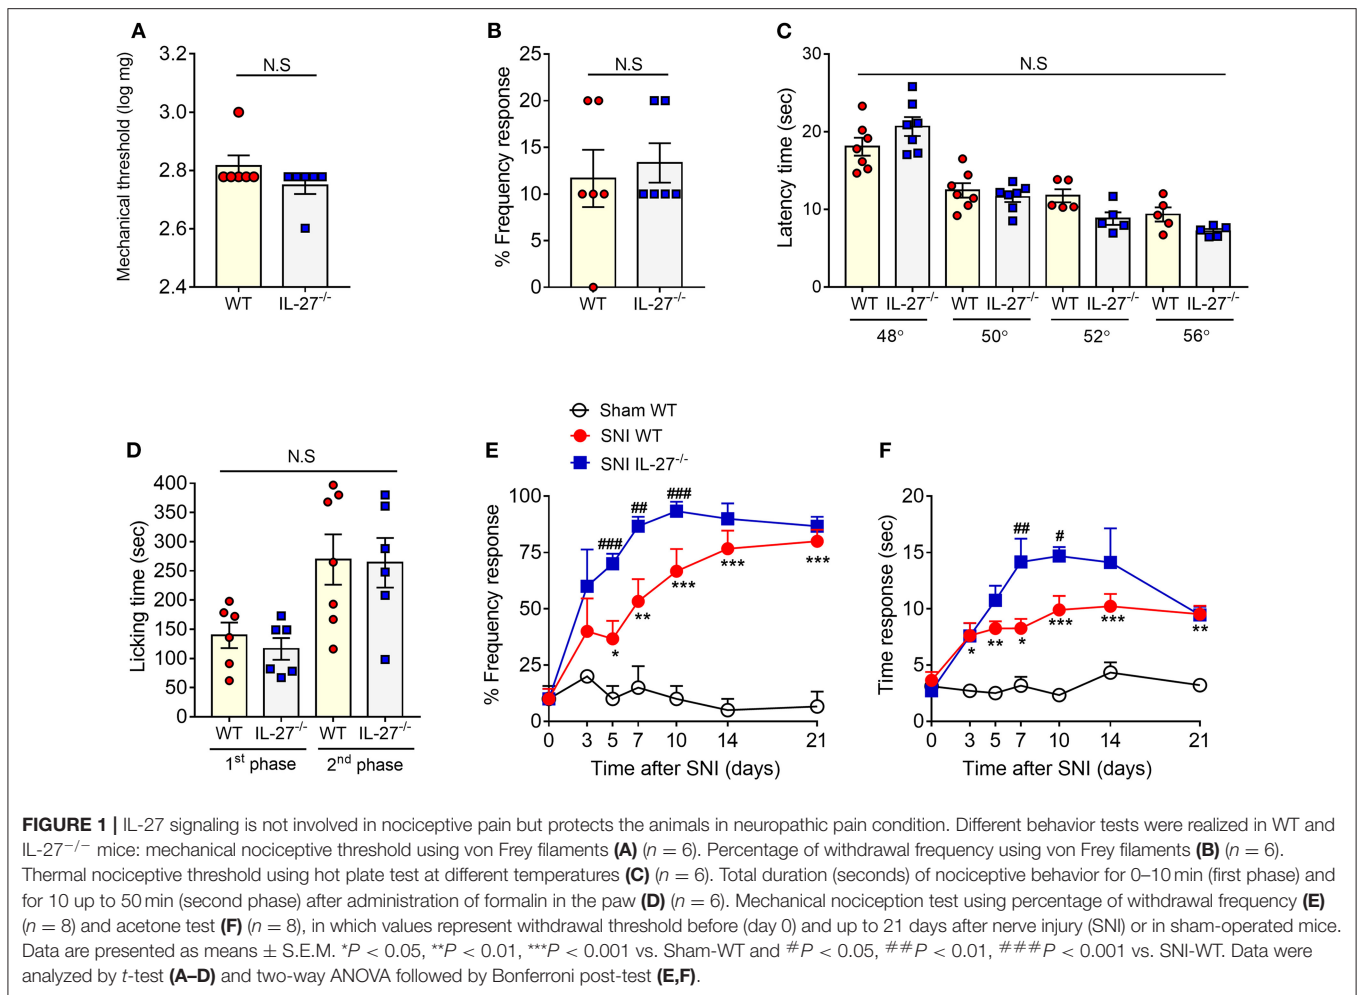 A
3.2
3.0
2.8
2.6
2.4
Mechanical threshold (log mg)
N.S
WT IL-27-/-
B
25
20
15
10
5
0
% Frequency response
N.S
WT IL-27-/-
C
30
20
10
0
Latency time (sec)
N.S
WT IL-27-/- WT IL-27-/- WT IL-27-/- WT IL-27-/-
48° 50° 52° 56°
D
400
350
300
250
200
150
100
50
0
Licking time (sec)
N.S
WT IL-27-/- WT IL-27-/-
1st phase 2nd phase
Sham WT
SNI WT
SNI IL-27-/-
E
100
75
50
25
0
% Frequency response
### ## ###
* ** *** *** ***
0 3 5 7 10 14 21
Time after SNI (days)
F
20
15
10
5
0
Time response (sec)
## #
* ** * *** *** **
0 3 5 7 10 14 21
Time after SNI (days)
FIGURE 1 | IL-27 signaling is not involved in nociceptive pain but protects the animals in neuropathic pain condition. Different behavior tests were realized in WT and
IL-27−/− mice: mechanical nociceptive threshold using von Frey filaments (A) (n = 6). Percentage of withdrawal frequency using von Frey filaments (B) (n = 6).
Thermal nociceptive threshold using hot plate test at different temperatures (C) (n = 6). Total duration (seconds) of nociceptive behavior for 0–10 min (first phase) and
for 10 up to 50 min (second phase) after administration of formalin in the paw (D) (n = 6). Mechanical nociception test using percentage of withdrawal frequency (E)
(n = 8) and acetone test (F) (n = 8), in which values represent withdrawal threshold before (day 0) and up to 21 days after nerve injury (SNI) or in sham-operated mice.
Data are presented as means ± S.E.M. *P < 0.05, **P < 0.01, ***P < 0.001 vs. Sham-WT and #P < 0.05, ##P < 0.01, ###P < 0.001 vs. SNI-WT. Data were
analyzed by t-test (A–D) and two-way ANOVA followed by Bonferroni post-test (E,F).